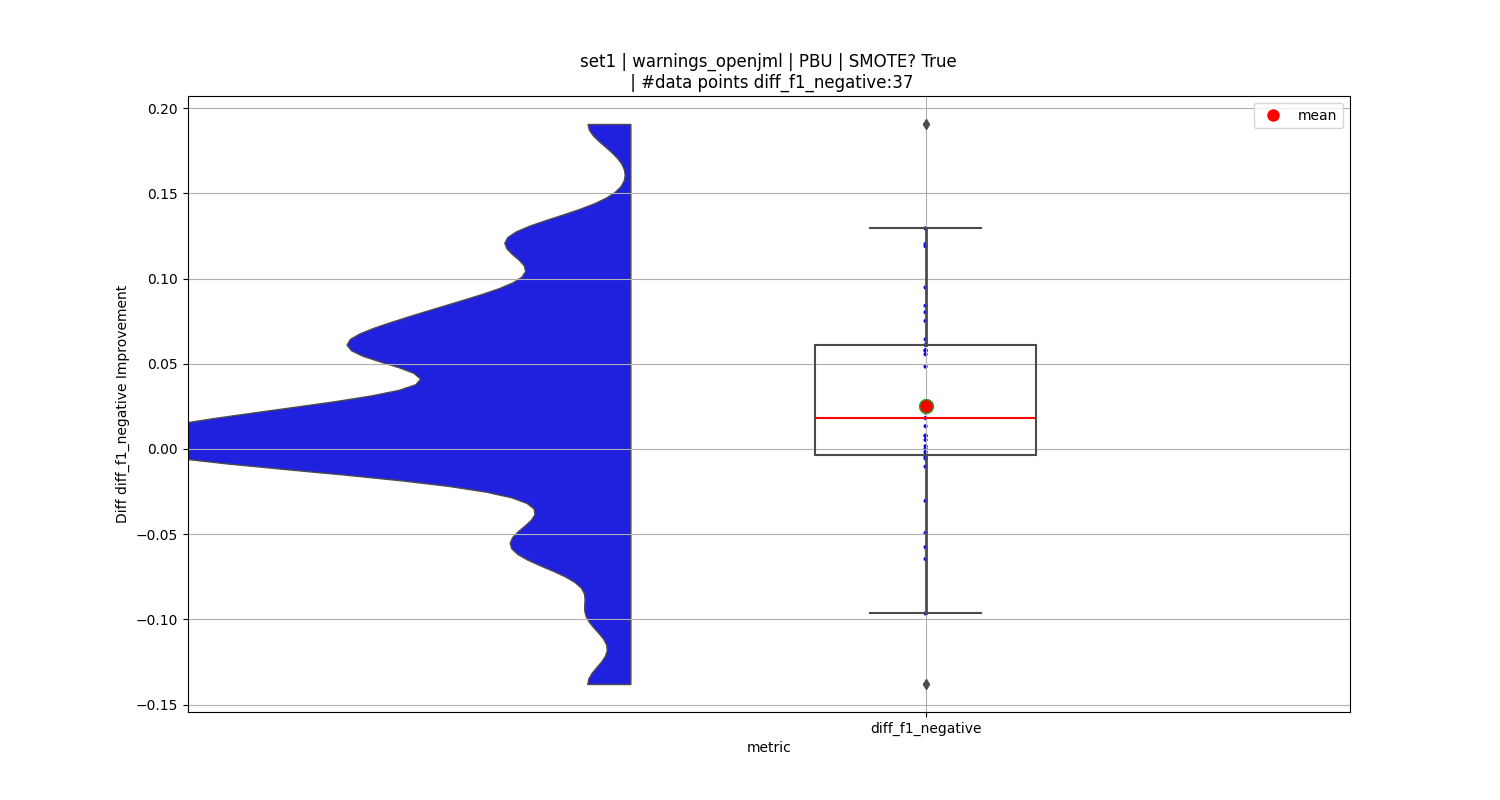 set1 | warnings_openjml | PBU | SMOTE? True
| #data points diff_f1_negative:37
mean
0.20
0.15
0.10
0.05
0.00
−0.05
−0.10
−0.15
Diff diff_f1_negative Improvement
diff_f1_negative
metric